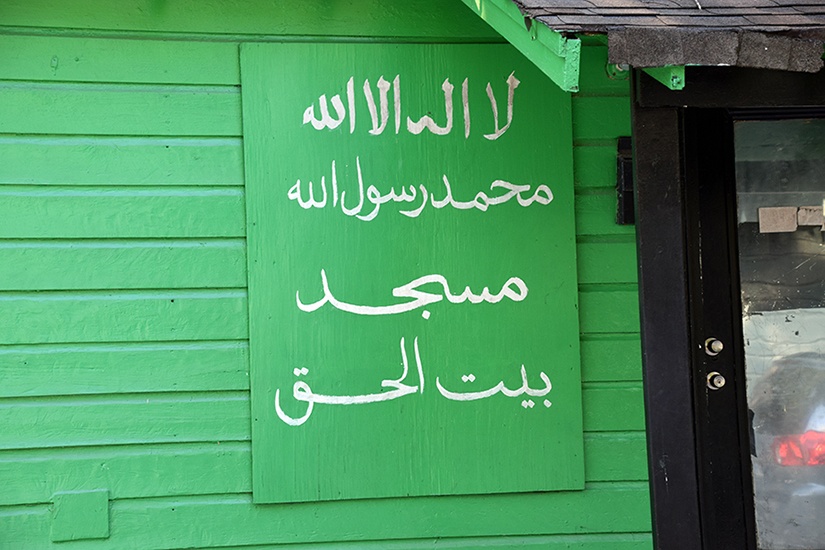 لا اله الا الله
محمد رسول الله
مسجد
بيت الحق